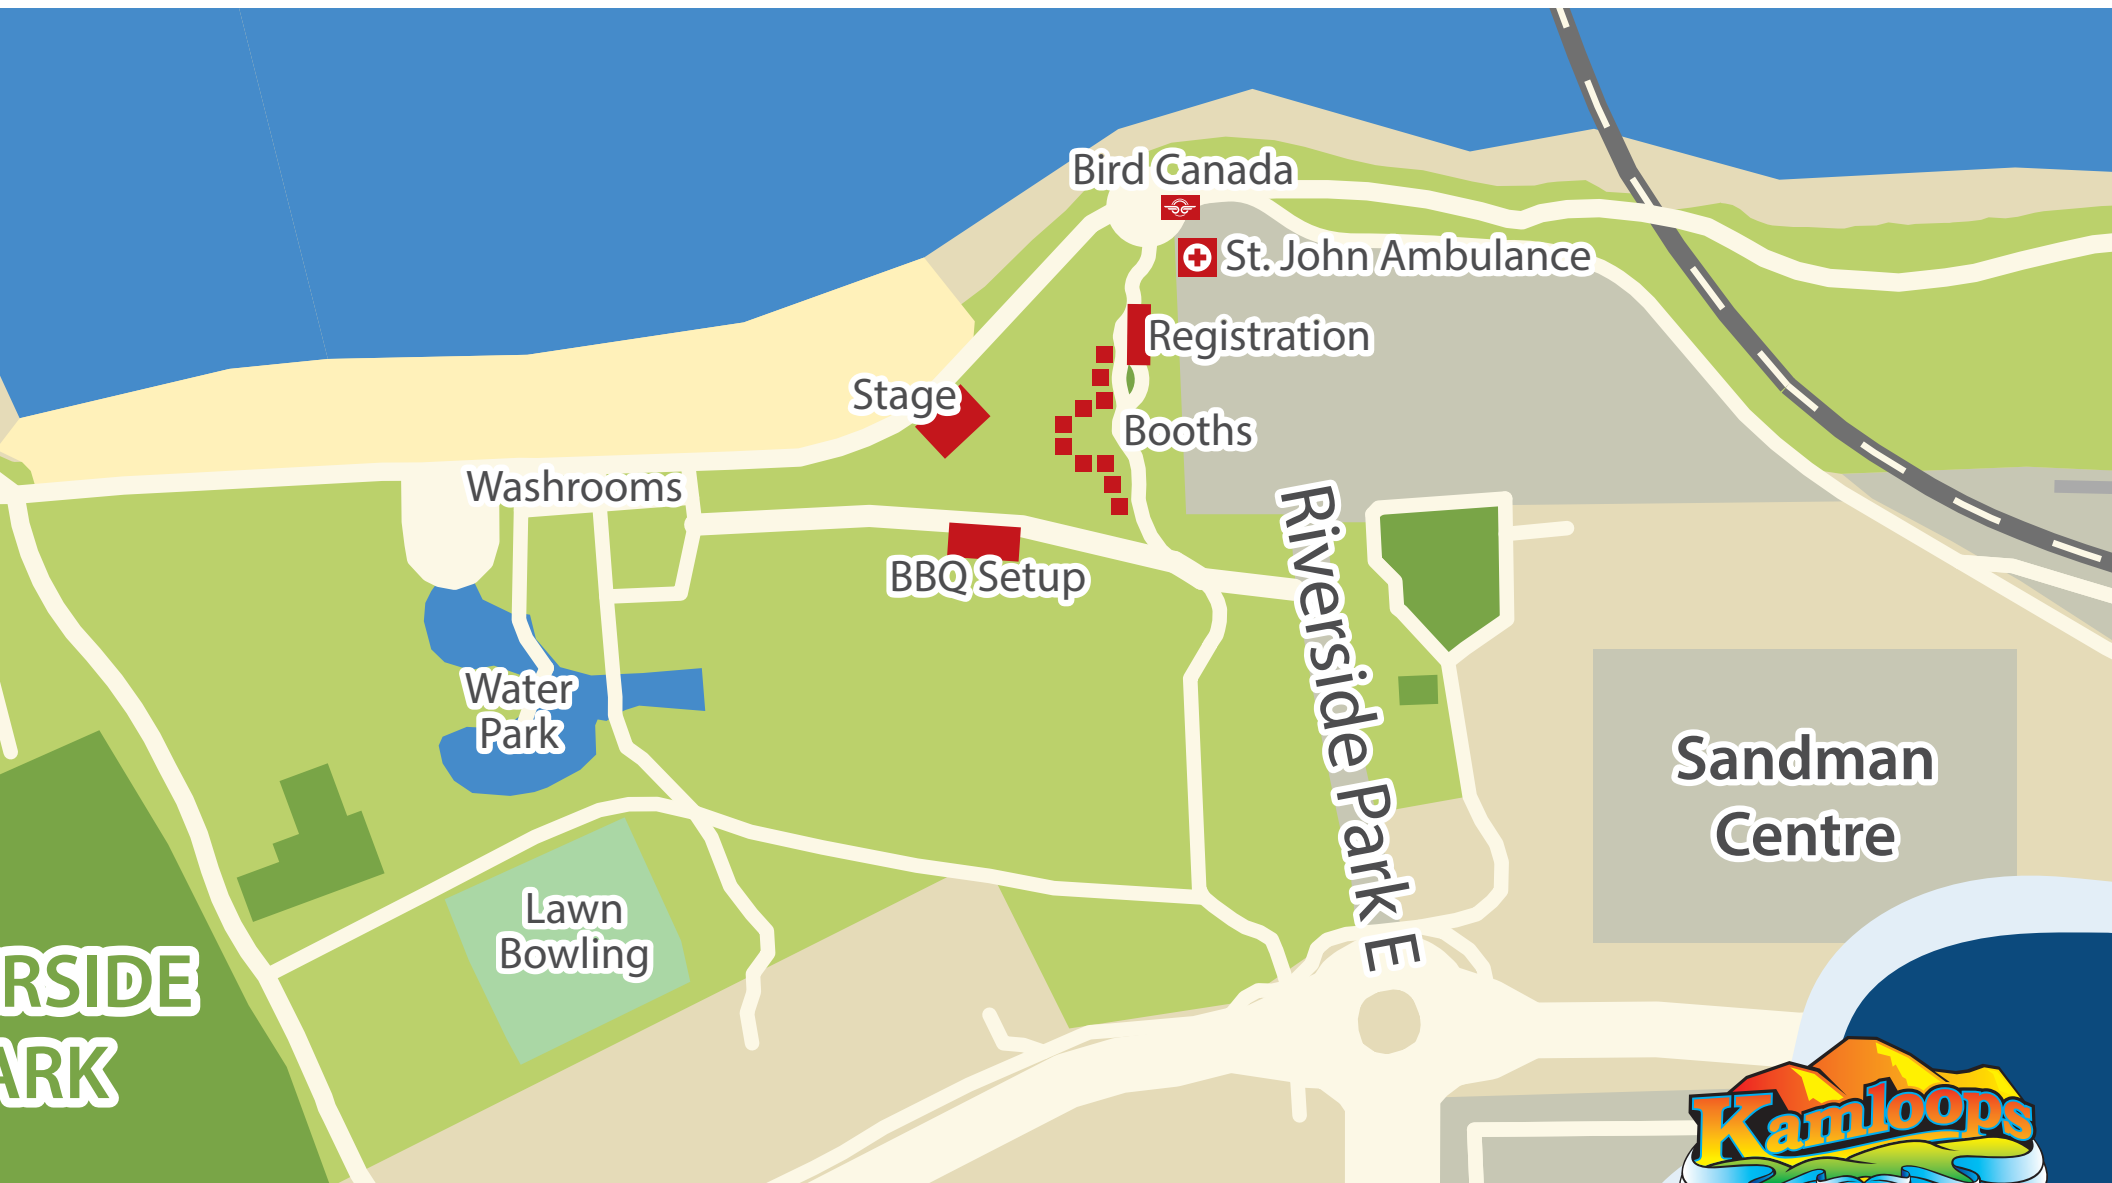 Bird Canada
St. John Ambulance
Registration
Stage
Booths
Washrooms
BBQ Setup
Riverside Park E
Water
Park
Sandman
Centre
Lawn
Bowling
RSIDE
ARK
Kamloops